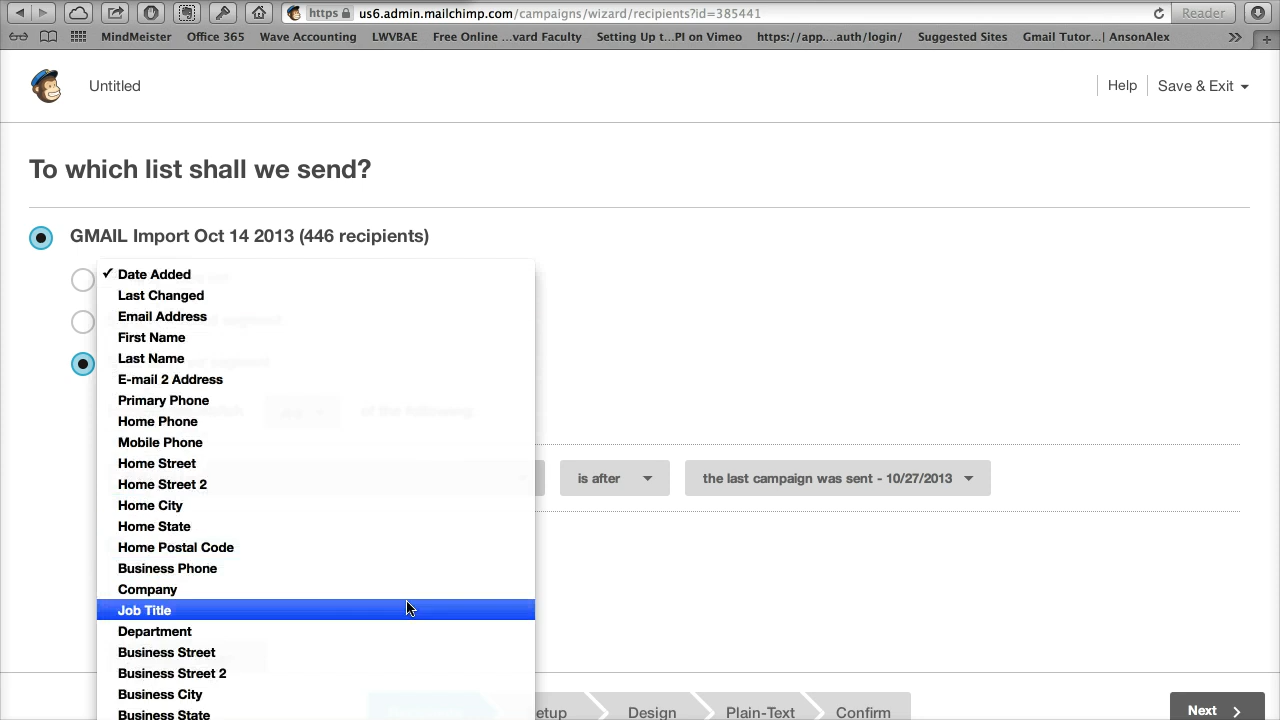 https us6.admin.mailchimp.com/campaigns/wizard/recipients?id=385441 Reader
MindMeister Office 365 Wave Accounting LWVBAE Free Online ...vard Faculty Setting Up t...PI on Vimeo https://app....auth/login/ Suggested Sites Gmail Tutor...| AnsonAlex
Untitled Help Save & Exit
To which list shall we send?
GMAIL Import Oct 14 2013 (446 recipients)
Date Added
Last Changed
Email Address
First Name
Last Name
E-mail 2 Address
Primary Phone
Home Phone
Mobile Phone
Home Street
Home Street 2
Home City
Home State
Home Postal Code
Business Phone
Company
Job Title
Department
Business Street
Business Street 2
Business City
Business State
of the following
is after the last campaign was sent - 10/27/2013
etup Design Plain-Text Confirm Next